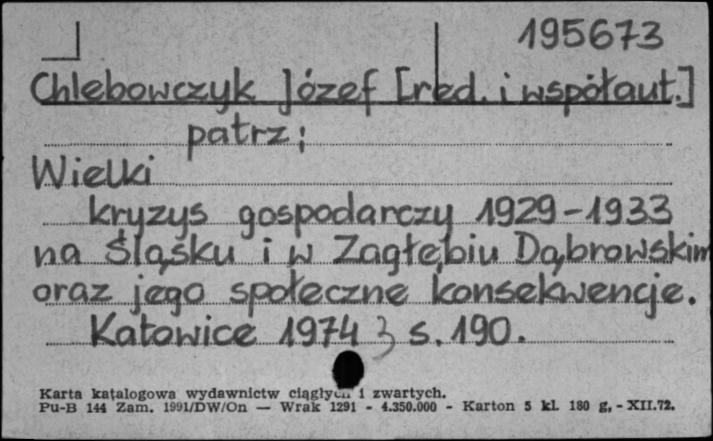 195673
Chlebowczyk Józef [red. i współaut.]
patrz:
Wielki
kryzys gospodarczy 1929-1933
na Śląsku i w Zagłębiu Dąbrowskim
oraz jego społeczne konsekwencje.
Katowice 1974 s. 190.
Karta katalogowa wydawnictw ciągłych i zwartych.
Pu-B 144 Zam. 1991/DW/On — Wrak 1291 - 4.350.000 - Karton 5 kl. 180 g, - XII.72.